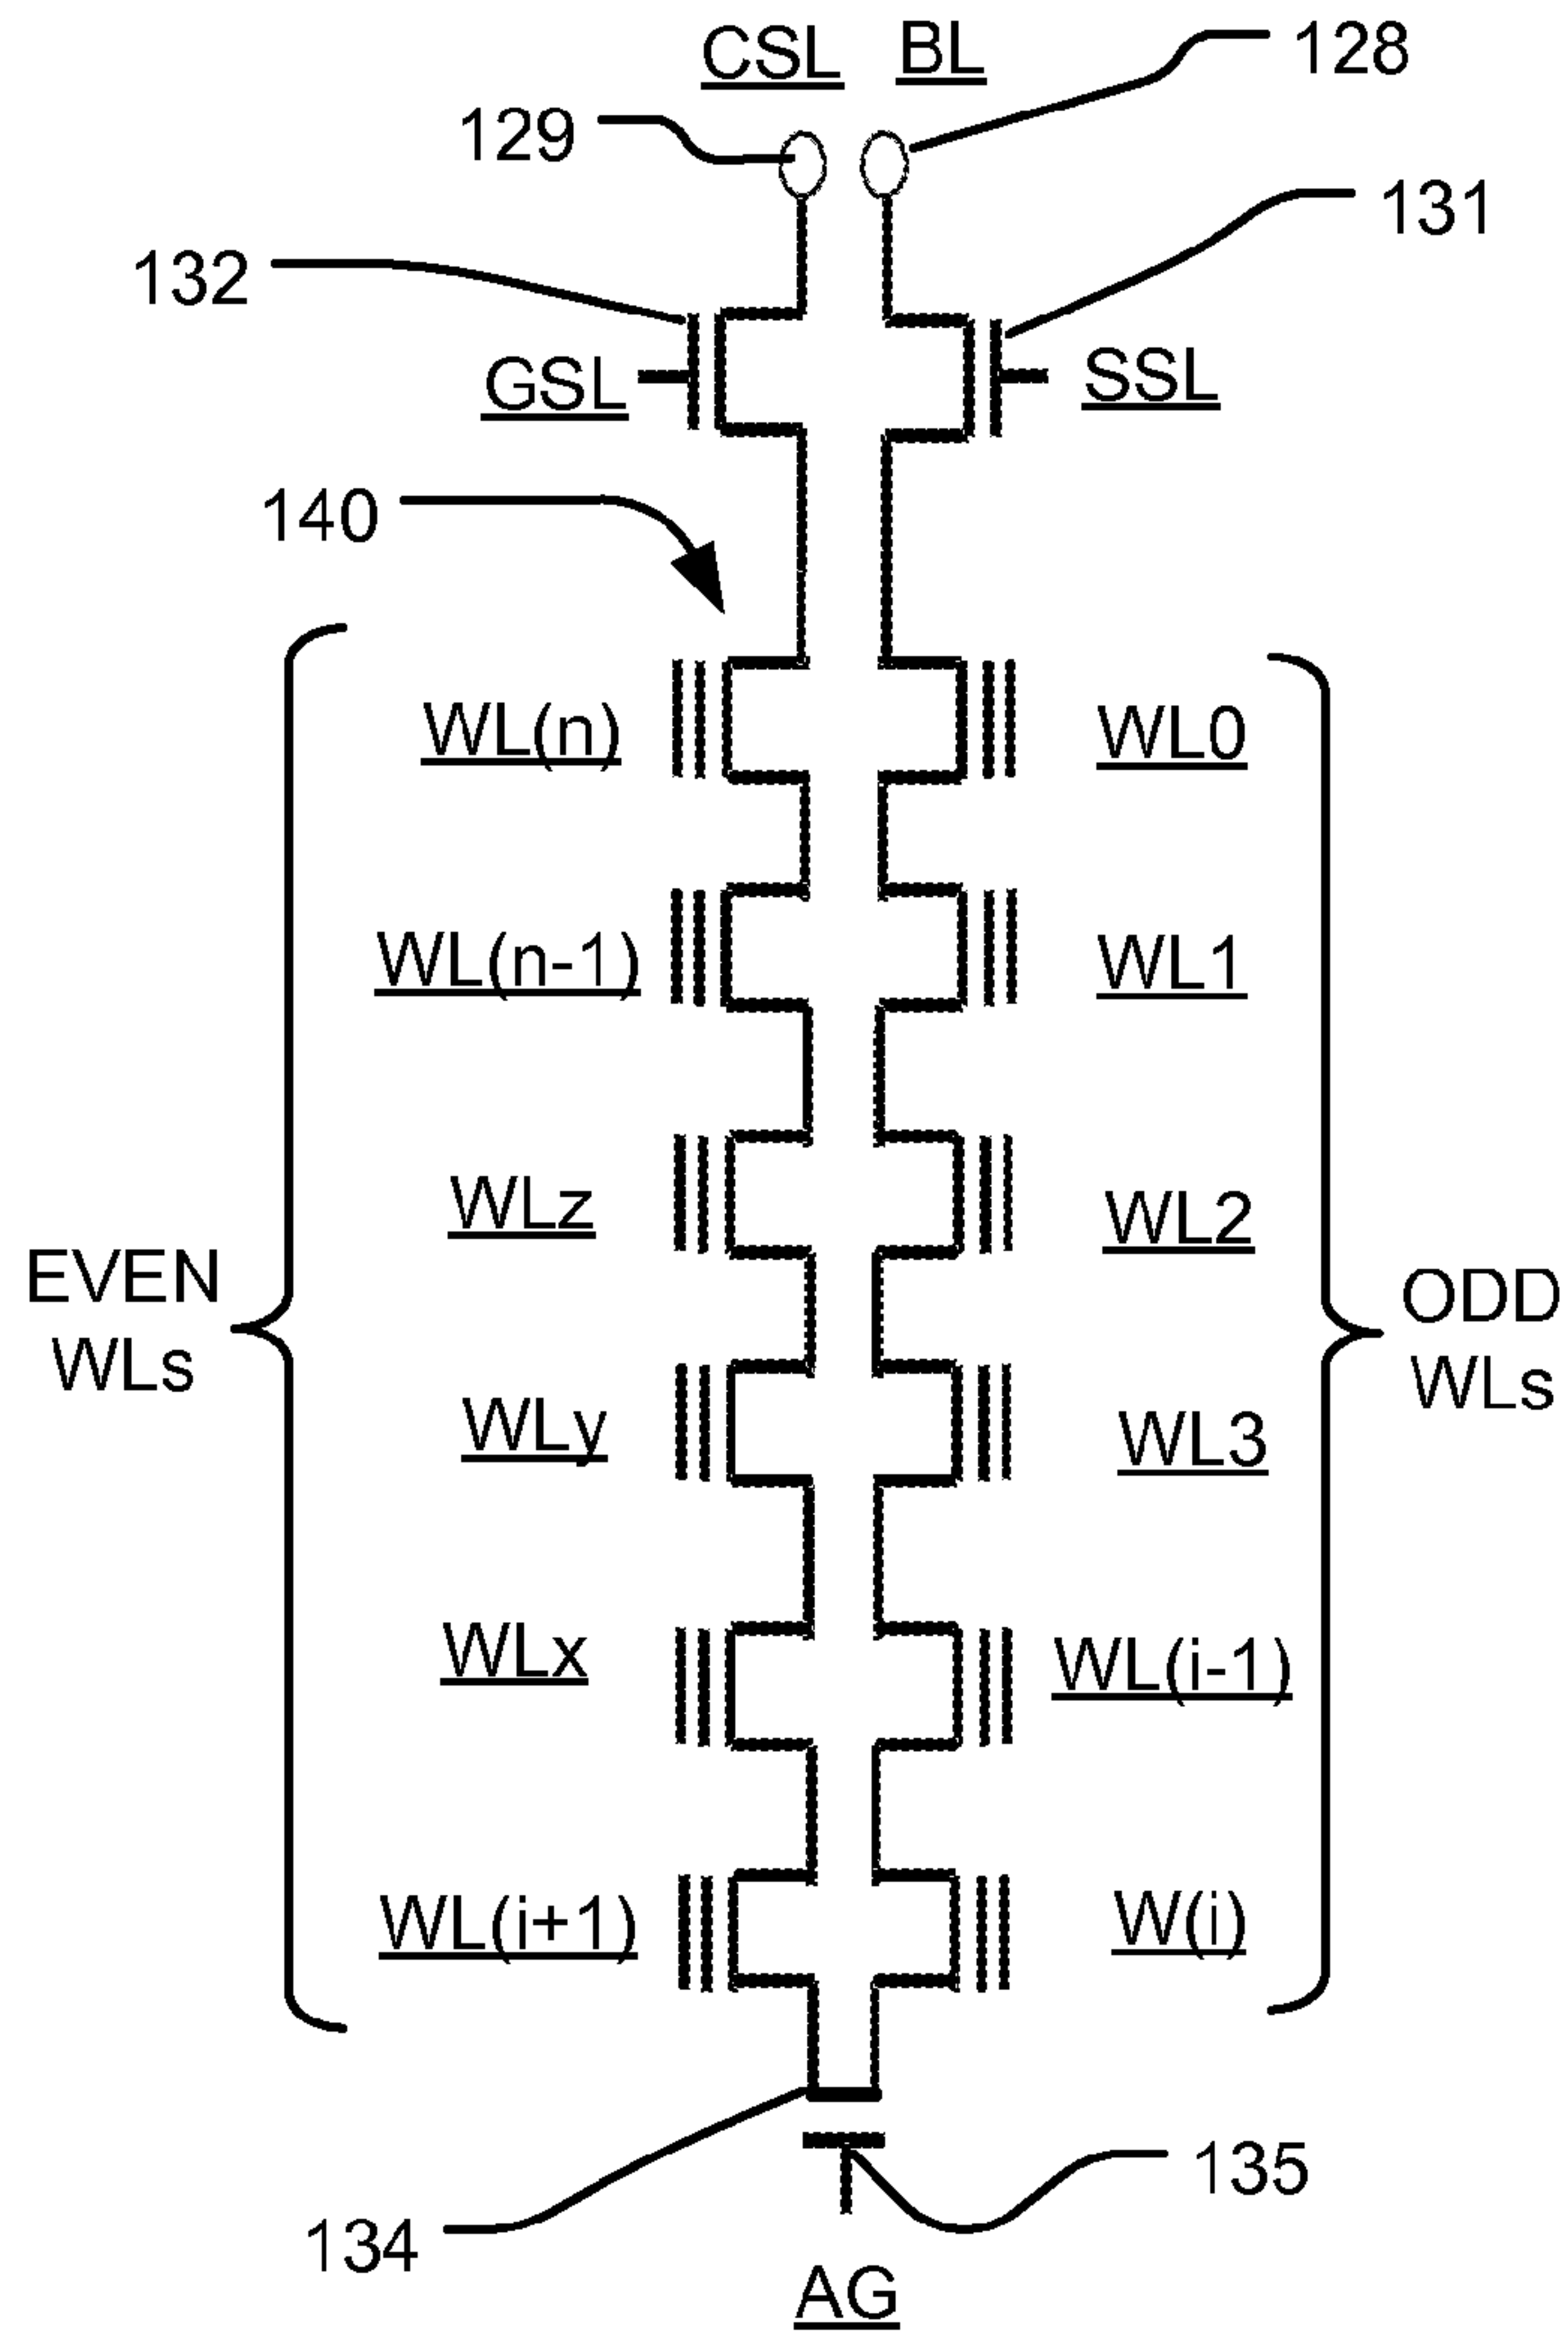 CSL BL 128
129
131
132
GSL SSL
140
WL(n) WL0
WL(n-1) WL1
WLz WL2
EVEN
WLs
ODD
WLs
WLy WL3
WLx WL(i-1)
WL(i+1) W(i)
135
134
AG